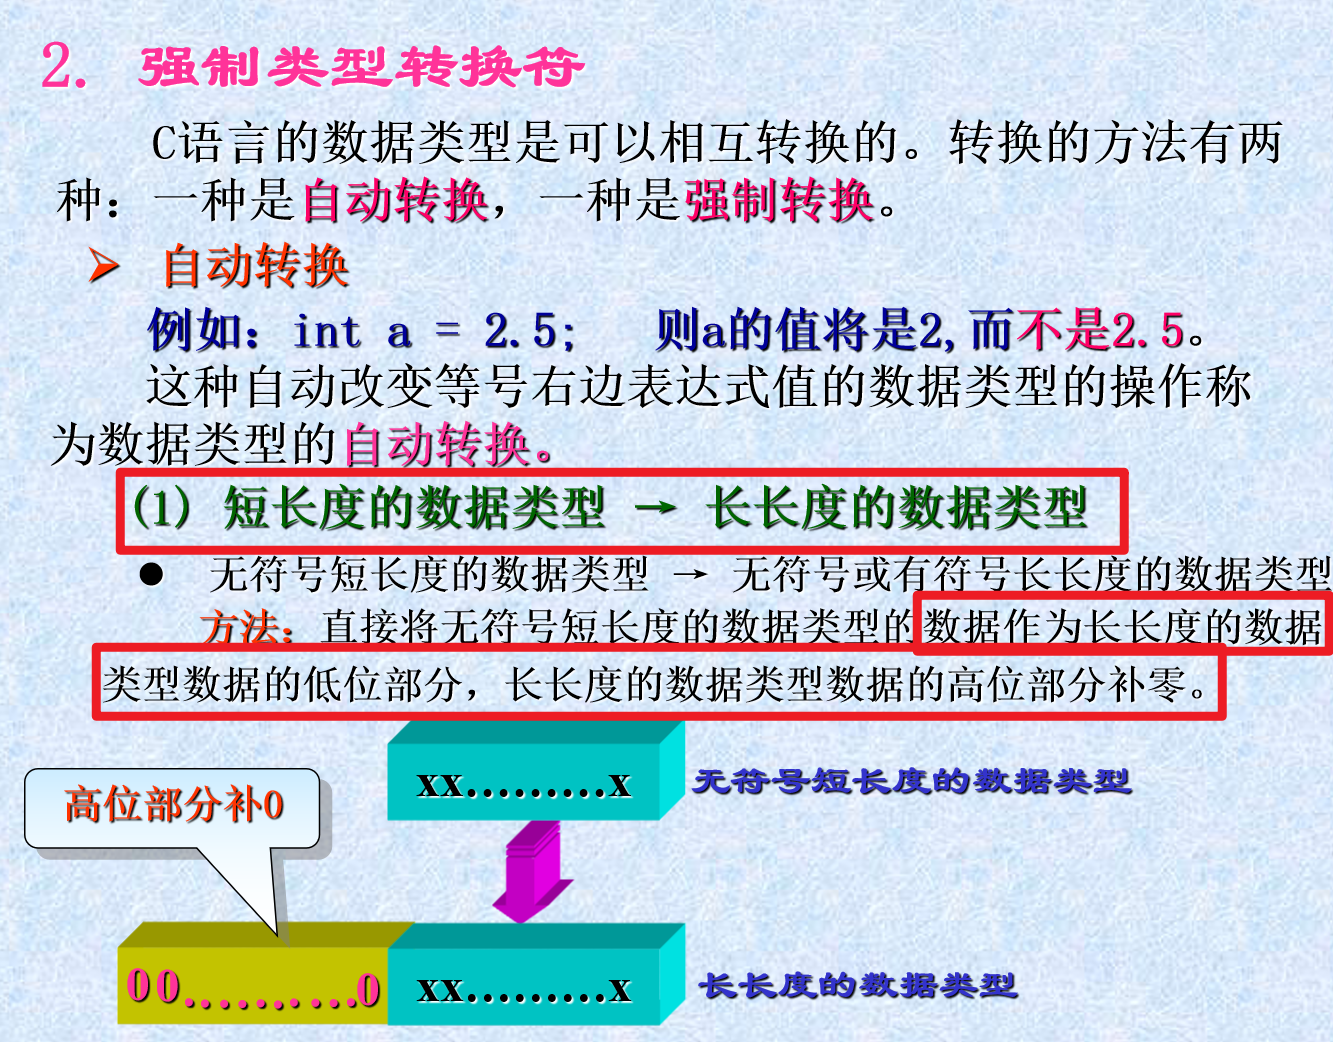 2. 强制类型转换符
C语言的数据类型是可以相互转换的。转换的方法有两
种：一种是自动转换，一种是强制转换。
➢ 自动转换
例如：int a = 2.5; 则a的值将是2,而不是2.5。
这种自动改变等号右边表达式值的数据类型的操作称
为数据类型的自动转换。
(1) 短长度的数据类型 → 长长度的数据类型
● 无符号短长度的数据类型 → 无符号或有符号长长度的数据类型
方法：直接将无符号短长度的数据类型的数据作为长长度的数据
类型数据的低位部分，长长度的数据类型数据的高位部分补零。
xx.........x 无符号短长度的数据类型
高位部分补0
00..........0 xx.........x 长长度的数据类型